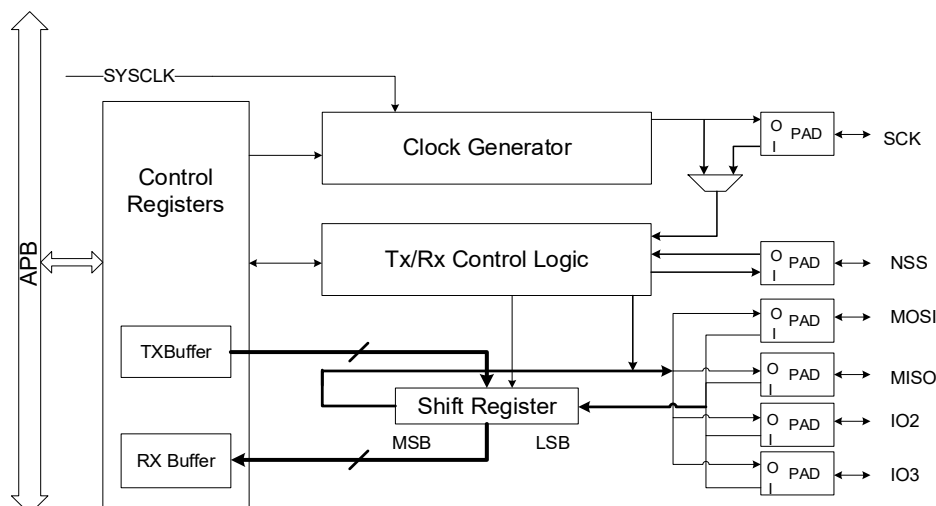 SYSCLK
Clock Generator
O
I
PAD
SCK
Control
Registers
APB
Tx/Rx Control Logic
O
I
PAD
NSS
O
I
PAD
MOSI
TXBuffer
O
I
PAD
MISO
Shift Register
MSB
LSB
O
I
PAD
IO2
RX Buffer
O
I
PAD
IO3